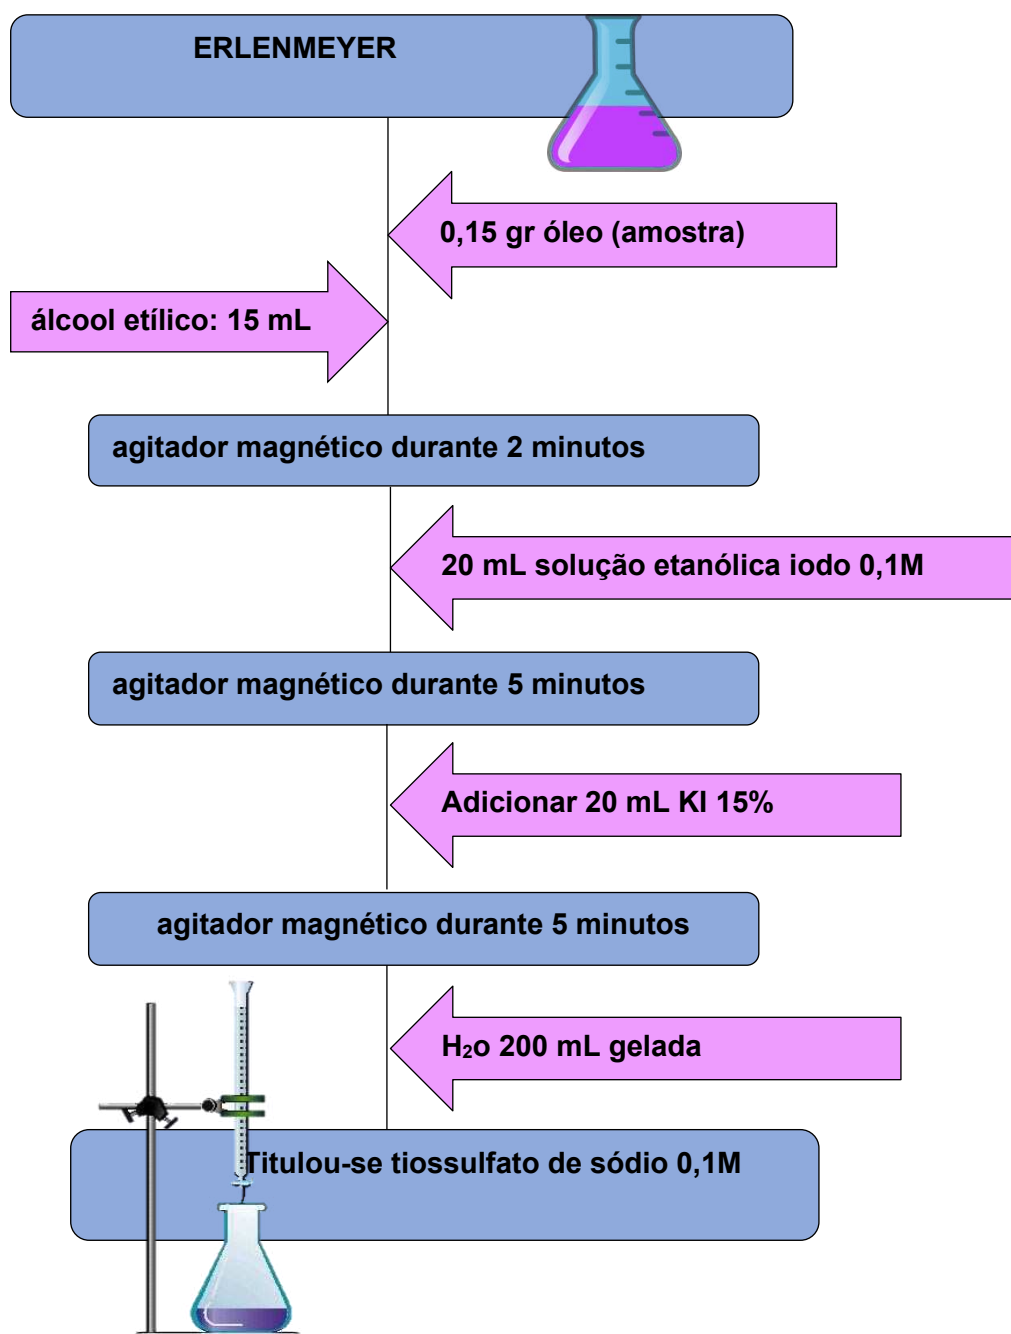 ERLENMEYER
0,15 gr óleo (amostra)
álcool etílico: 15 mL
agitador magnético durante 2 minutos
20 mL solução etanólica iodo 0,1M
agitador magnético durante 5 minutos
Adicionar 20 mL KI 15%
agitador magnético durante 5 minutos
H₂o 200 mL gelada
Titulou-se tiossulfato de sódio 0,1M